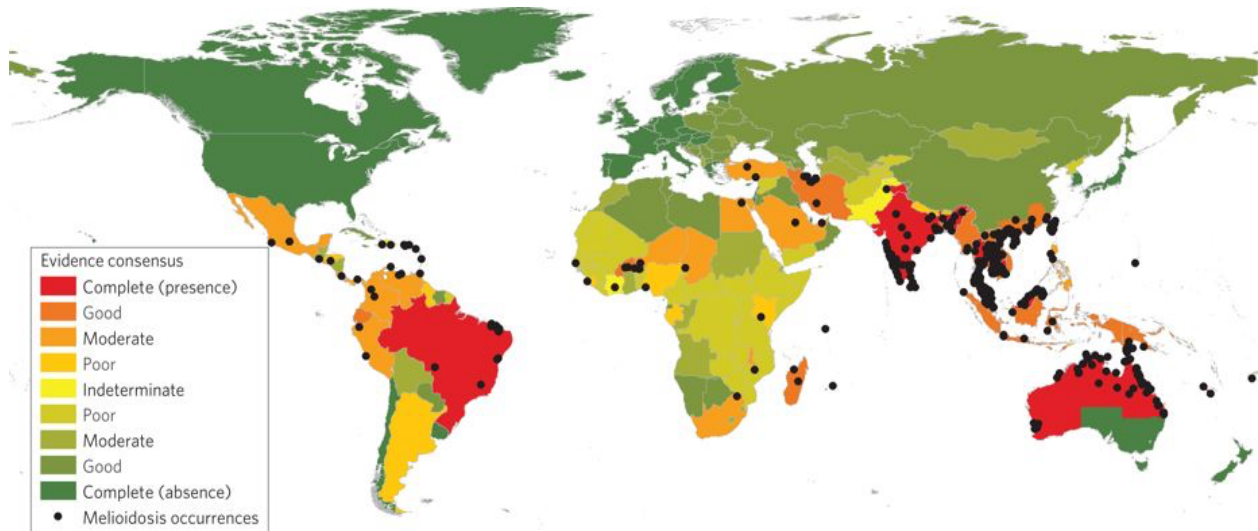 Evidence consensus
Complete (presence)
Good
Moderate
Poor
Indeterminate
Poor
Moderate
Good
Complete (absence)
Melioidosis occurrences